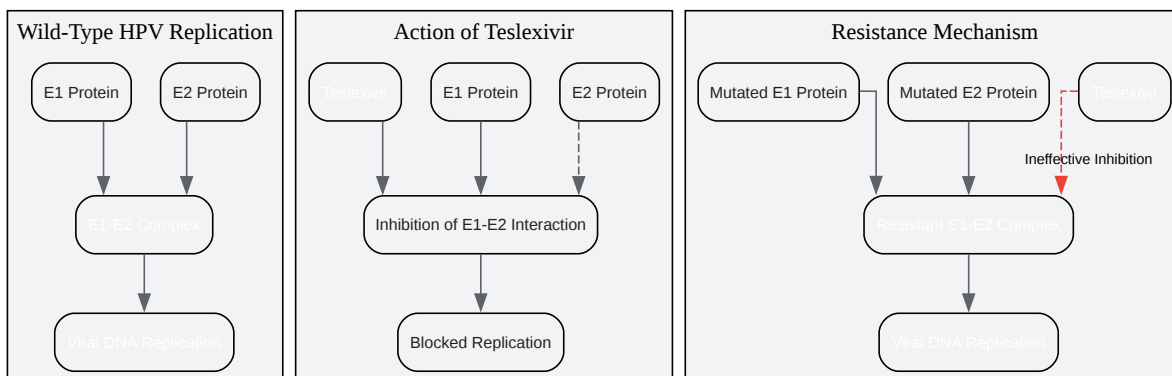 Wild-Type HPV Replication
E1 Protein
E2 Protein
E1-E2 Complex
Viral DNA Replication
Action of Teslexivir
Teslexivir
E1 Protein
E2 Protein
Inhibition of E1-E2 Interaction
Blocked Replication
Resistance Mechanism
Mutated E1 Protein
Mutated E2 Protein
Teslexivir
Ineffective Inhibition
Resistant E1-E2 Complex
Viral DNA Replication